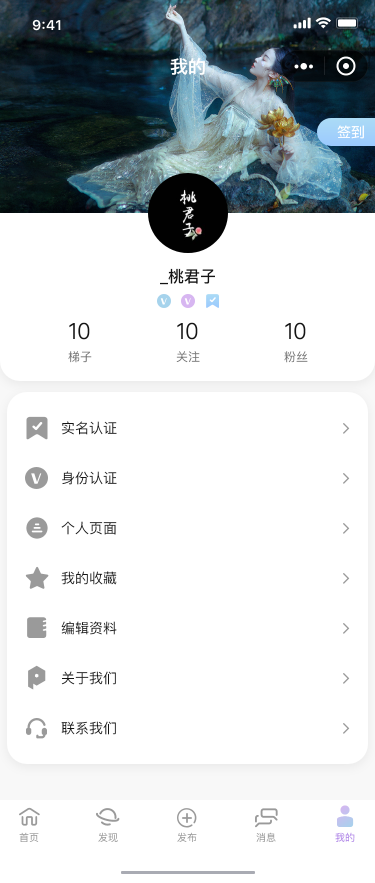 9:41
我的
签到
桃君子
_桃君子
10 10 10
梯子 关注 粉丝
实名认证
身份认证
个人页面
我的收藏
编辑资料
关于我们
联系我们
首页 发现 发布 消息 我的